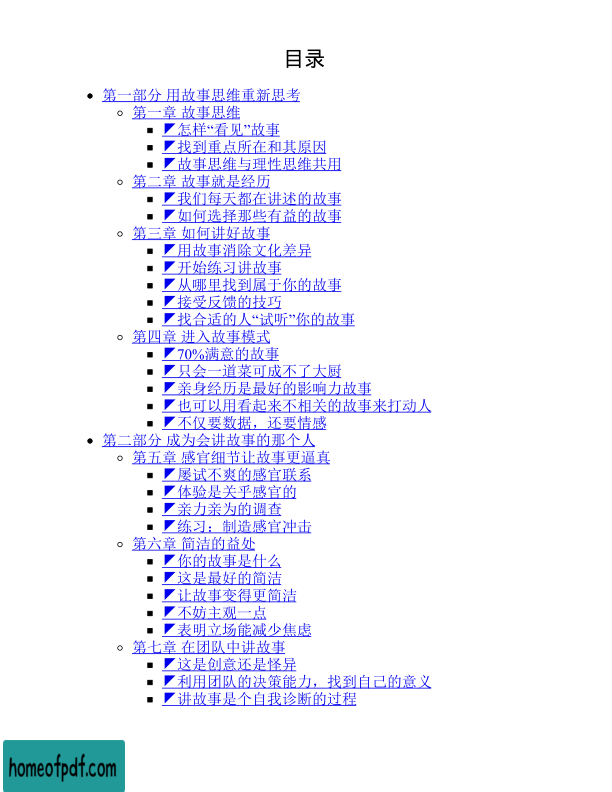 目录
第一部分 用故事思维重新思考
第一章 故事思维
◤怎样“看见”故事
◤找到重点所在和其原因
◤故事思维与理性思维共用
第二章 故事就是经历
◤我们每天都在讲述的故事
◤如何选择那些有益的故事
第三章 如何讲好故事
◤用故事消除文化差异
◤开始练习讲故事
◤从哪里找到属于你的故事
◤接受反馈的技巧
◤找合适的人“试听”你的故事
第四章 进入故事模式
◤70%满意的故事
◤只会一道菜可成不了大厨
◤亲身经历是最好的影响力故事
◤也可以用看起来不相关的故事来打动人
◤不仅要数据，还要情感
第二部分 成为会讲故事的那个人
第五章 感官细节让故事更逼真
◤屡试不爽的感官联系
◤体验是关乎感官的
◤亲力亲为的调查
◤练习：制造感官冲击
第六章 简洁的益处
◤你的故事是什么
◤这是最好的简洁
◤让故事变得更简洁
◤不妨主观一点
◤表明立场能减少焦虑
第七章 在团队中讲故事
◤这是创意还是怪异
◤利用团队的决策能力，找到自己的意义
◤讲故事是个自我诊断的过程
homeofpdf.com